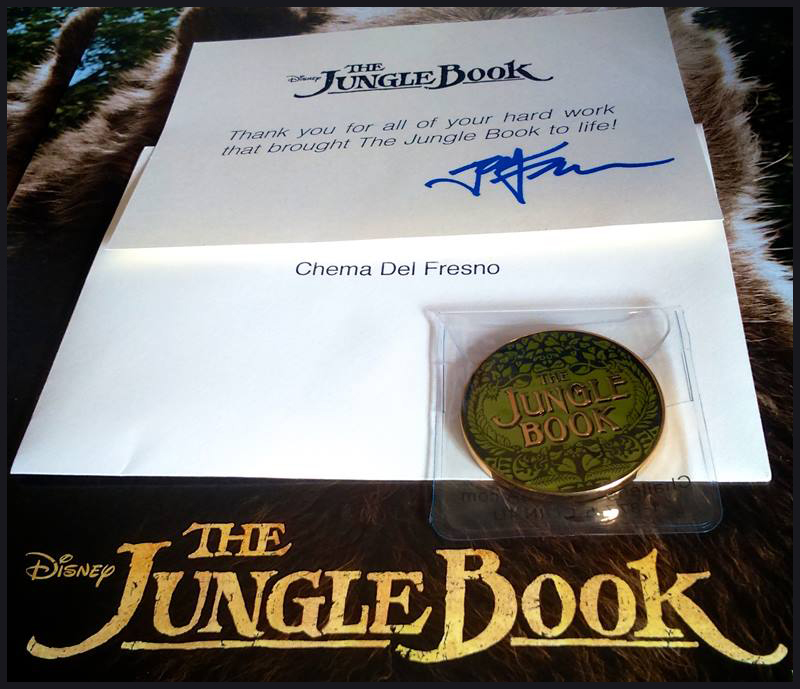 Disney THE
JUNGLE BOOK
Thank you for all of your hard work
that brought The Jungle Book to life!
Chema Del Fresno
THE
JUNGLE
BOOK
Disney THE
JUNGLE BOOK